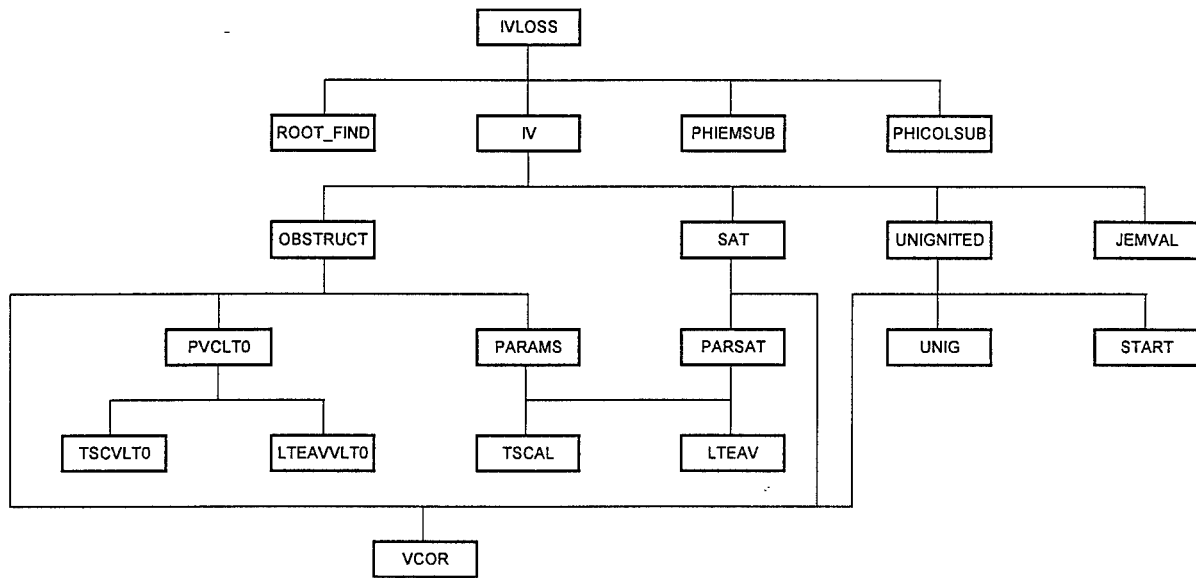 IVLOSS
ROOT_FIND
IV
PHIEMSUB
PHICOLSUB
OBSTRUCT
SAT
UNIGNITED
JEMVAL
PVCLT0
PARAMS
PARSAT
UNIG
START
TSCVLT0
LTEAVVLT0
TSCAL
LTEAV
VCOR